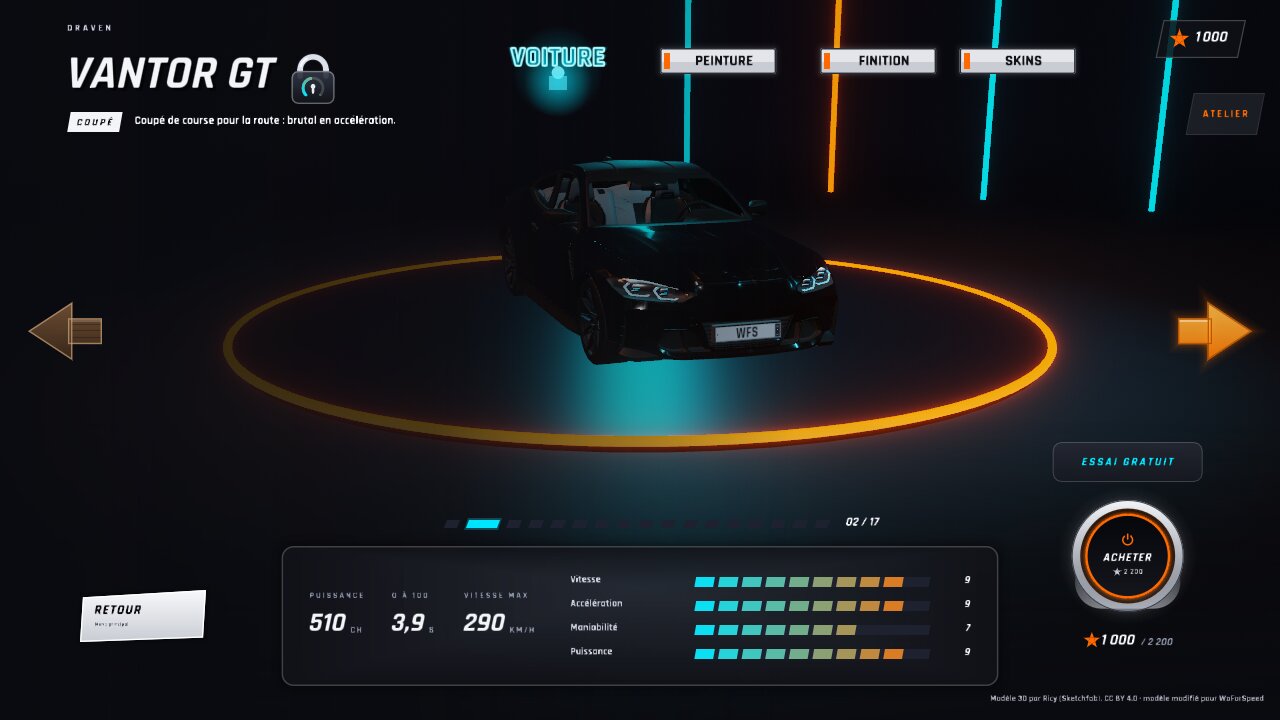 DRAVEN
VANTOR GT
COUPÉ
Coupé de course pour la route : brutal en accélération.
VOITURE
PEINTURE
FINITION
SKINS
1000
ATELIER
WFS
ESSAI GRATUIT
02 / 17
ACHETER
2 200
1 000 / 2 200
PUISSANCE
510 CH
0 À 100
3,9 S
VITESSE MAX
290 KM/H
Vitesse 9
Accélération 9
Maniabilité 7
Puissance 9
RETOUR
Menu principal
Modèle 3D par Ricy (Sketchfab), CC BY 4.0 · modèle modifié pour WoForSpeed